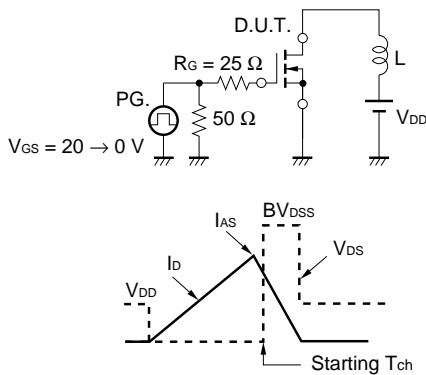 D.U.T.
RG = 25 Ω
L
PG.
50 Ω
VDD
VGS = 20 → 0 V
BVDSS
IAS
VDS
ID
VDD
Starting Tch